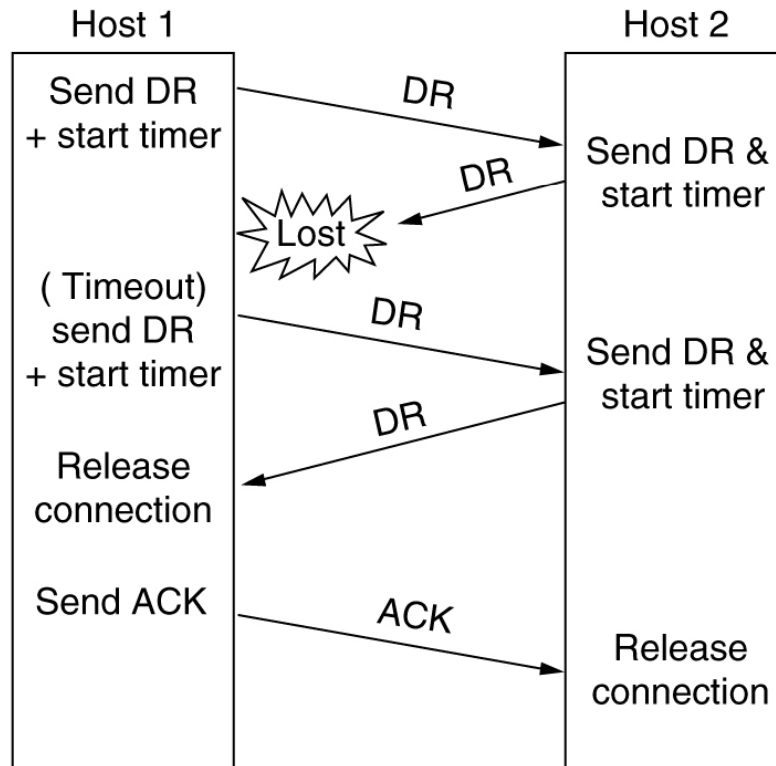 Host 1
Host 2
Send DR
+ start timer
DR
Send DR &
start timer
DR
Lost
( Timeout)
send DR
+ start timer
DR
Send DR &
start timer
DR
Release
connection
Send ACK
ACK
Release
connection